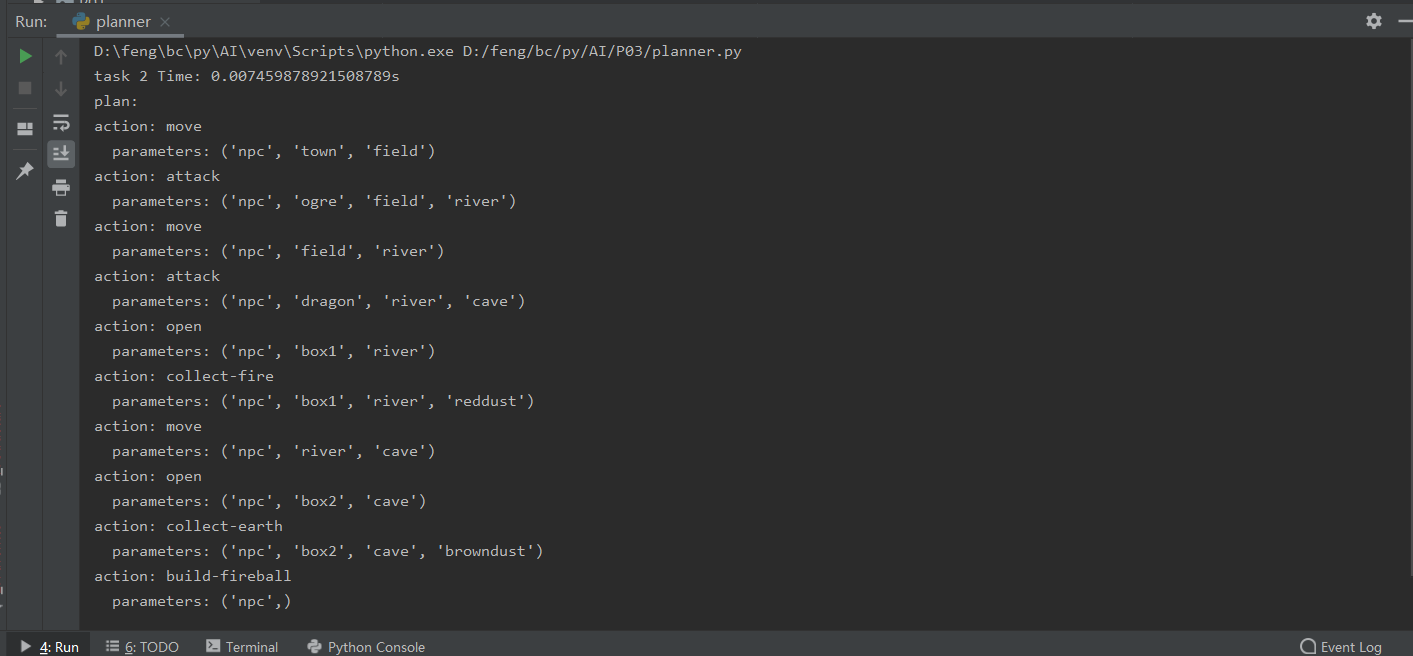 Run: planner
D:\feng\bc\py\AI\venv\Scripts\python.exe D:/feng/bc/py/AI/P03/planner.py
task 2 Time: 0.007459878921508789s
plan:
action: move
  parameters: ('npc', 'town', 'field')
action: attack
  parameters: ('npc', 'ogre', 'field', 'river')
action: move
  parameters: ('npc', 'field', 'river')
action: attack
  parameters: ('npc', 'dragon', 'river', 'cave')
action: open
  parameters: ('npc', 'box1', 'river')
action: collect-fire
  parameters: ('npc', 'box1', 'river', 'reddust')
action: move
  parameters: ('npc', 'river', 'cave')
action: open
  parameters: ('npc', 'box2', 'cave')
action: collect-earth
  parameters: ('npc', 'box2', 'cave', 'browndust')
action: build-fireball
  parameters: ('npc',)
4: Run 6: TODO Terminal Python Console Event Log